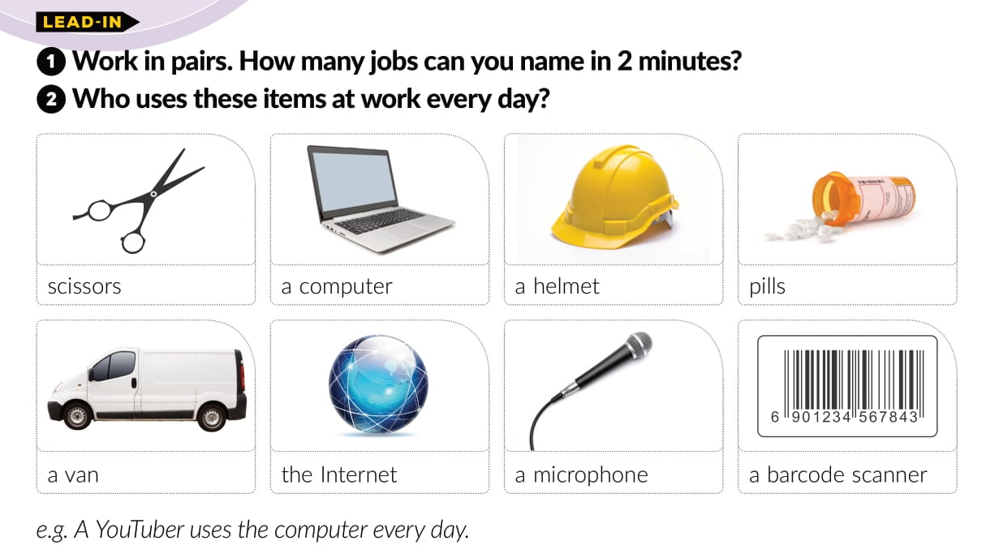 LEAD-IN
1 Work in pairs. How many jobs can you name in 2 minutes?
2 Who uses these items at work every day?
scissors
a computer
a helmet
pills
a van
the Internet
a microphone
6 901234 567843
a barcode scanner
e.g. A YouTuber uses the computer every day.